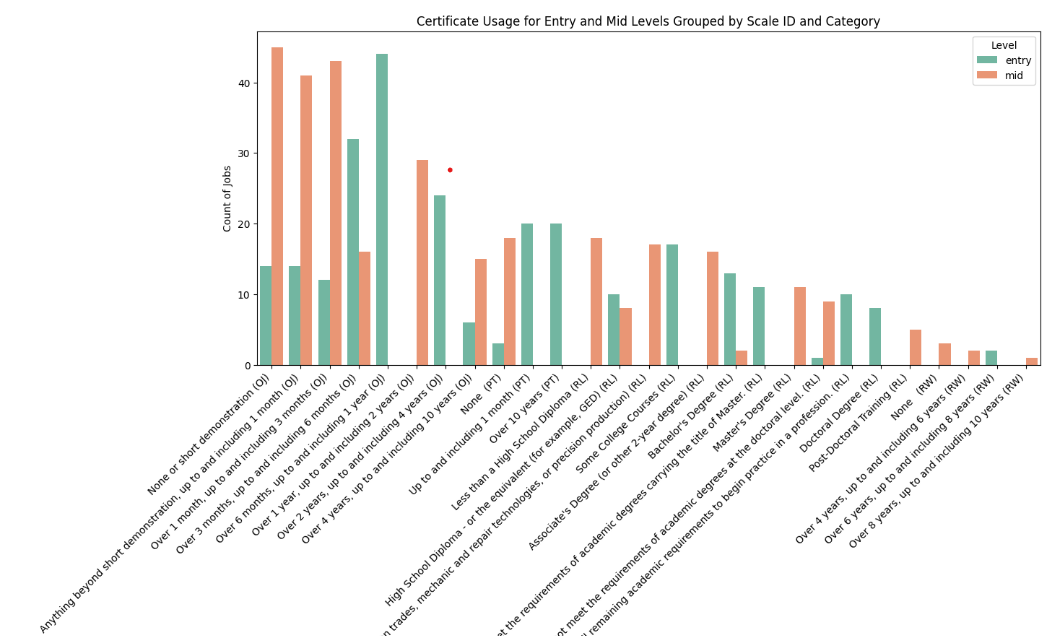 Certificate Usage for Entry and Mid Levels Grouped by Scale ID and Category
Level
entry
mid
Count of Jobs
40
30
20
10
0
None or short demonstration (OJ)
Anything beyond short demonstration, up to and including 1 month (OJ)
Over 1 month, up to and including 3 months (OJ)
Over 3 months, up to and including 6 months (OJ)
Over 6 months, up to and including 1 year (OJ)
Over 1 year, up to and including 2 years (OJ)
Over 2 years, up to and including 4 years (OJ)
Over 4 years, up to and including 10 years (OJ)
None (PT)
Up to and including 1 month (PT)
Over 10 years (PT)
Less than a High School Diploma (RL)
High School Diploma - or the equivalent (for example, GED) (RL)
n trades, mechanic and repair technologies, or precision production) (RL)
Some College Courses (RL)
Associate's Degree (or other 2-year degree) (RL)
Bachelor's Degree (RL)
et the requirements of academic degrees carrying the title of Master. (RL)
Master's Degree (RL)
ot meet the requirements of academic degrees at the doctoral level. (RL)
l remaining academic requirements to begin practice in a profession. (RL)
Doctoral Degree (RL)
Post-Doctoral Training (RL)
None (RW)
Over 4 years, up to and including 6 years (RW)
Over 6 years, up to and including 8 years (RW)
Over 8 years, up to and including 10 years (RW)